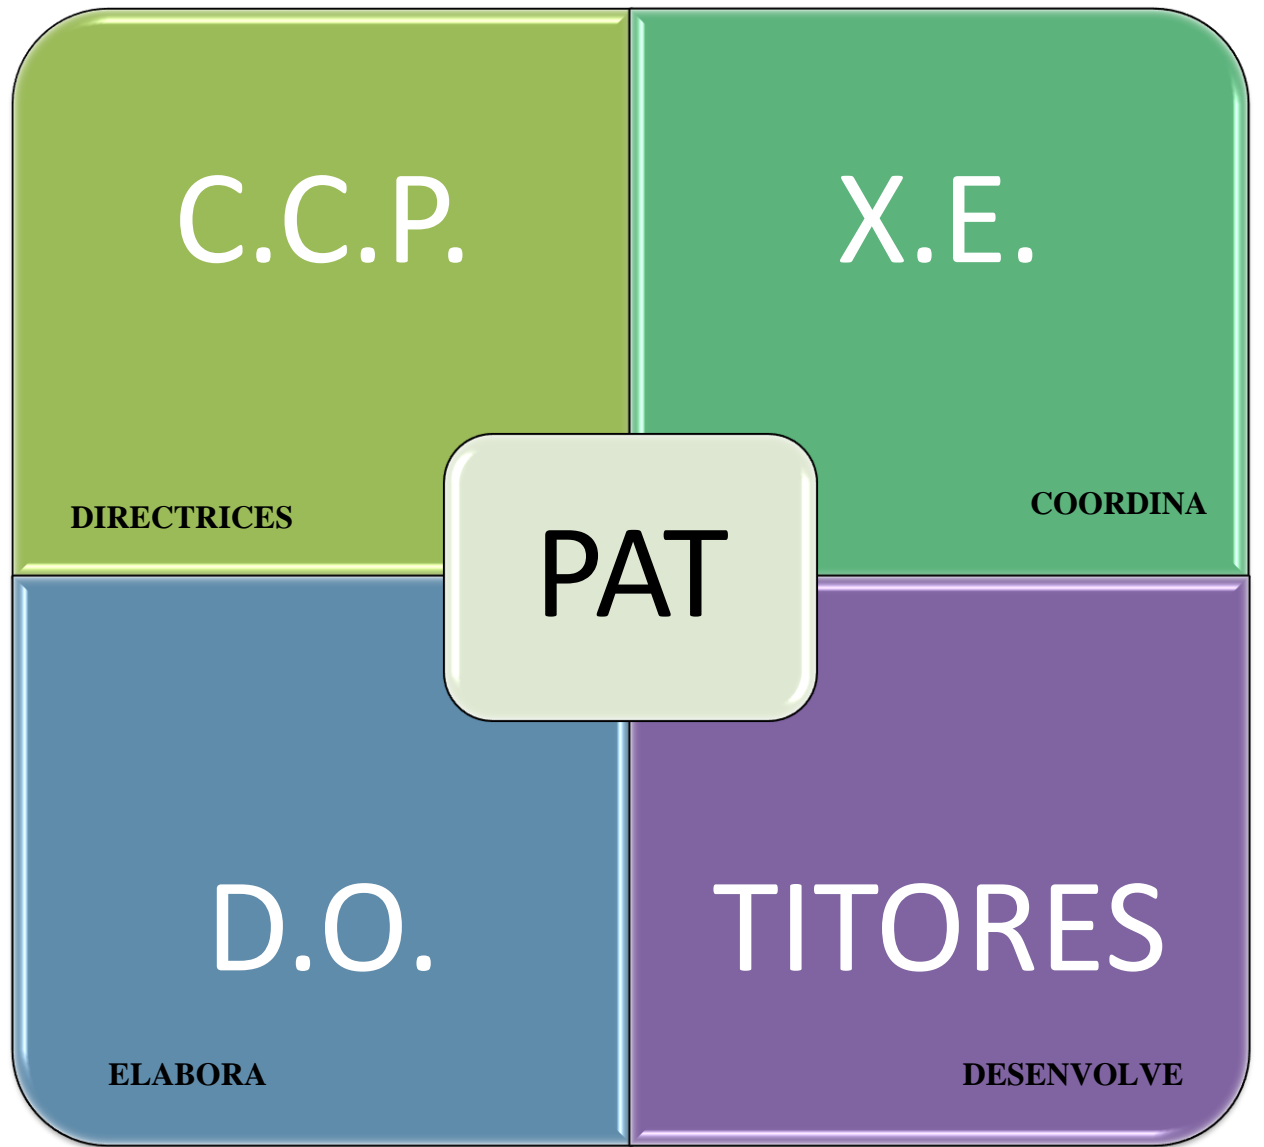 C.C.P.
DIRECTRICES
X.E.
COORDINA
PAT
D.O.
ELABORA
TITORES
DESENVOLVE